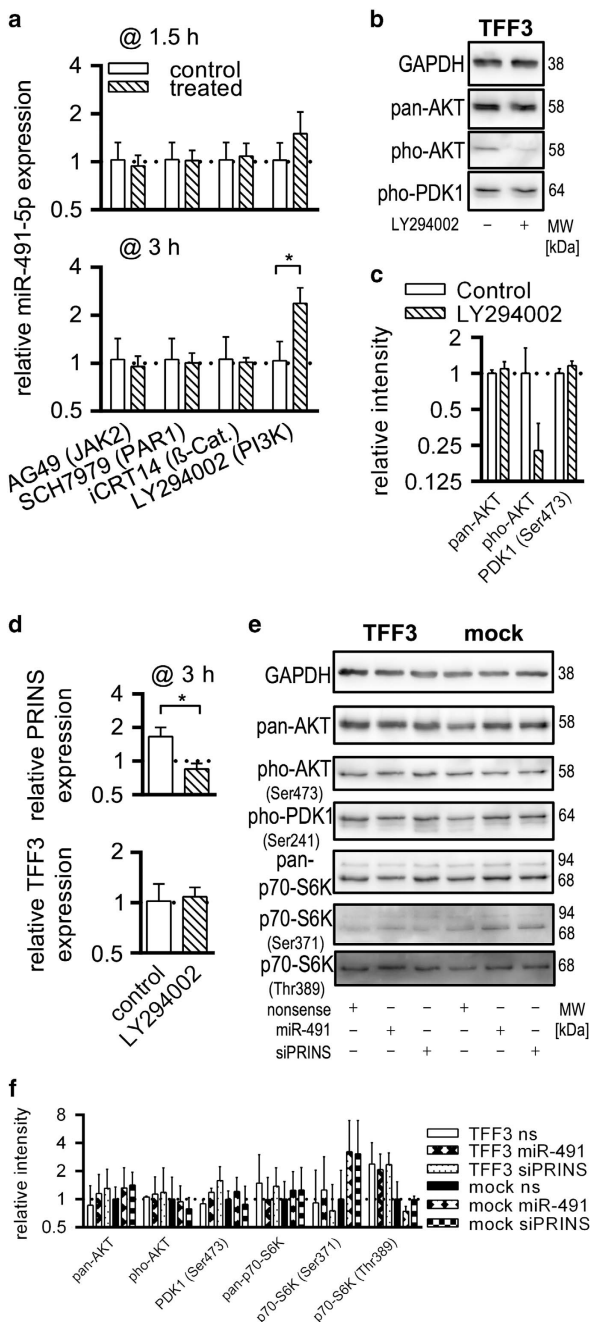 a
@ 1.5 h
control
treated
4
2
1
0.5
@ 3 h
*
4
2
1
0.5
relative miR-491-5p expression
AG49 (JAK2)
SCH7979 (PAR1)
iCRT14 (ß-Cat.)
LY294002 (PI3K)
b
TFF3
GAPDH 38
pan-AKT 58
pho-AKT 58
pho-PDK1 64
LY294002 – + MW
[kDa]
c
Control
LY294002
relative intensity
2
1
0.5
0.25
0.125
pan-AKT
pho-AKT
PDK1 (Ser473)
d
@ 3 h
*
relative PRINS
expression
4
2
1
0.5
relative TFF3
expression
2
1
0.5
control
LY294002
e
TFF3 mock
GAPDH 38
pan-AKT 58
pho-AKT 58
(Ser473)
pho-PDK1 64
(Ser241)
pan- 94
p70-S6K 68
p70-S6K 94
(Ser371) 68
p70-S6K 68
(Thr389)
nonsense + – – + – – MW
miR-491 – + – – + – [kDa]
siPRINS – – + – – +
f
relative intensity
8
4
2
1
0.5
pan-AKT
pho-AKT
PDK1 (Ser473)
pan-p70-S6K
p70-S6K (Ser371)
p70-S6K (Thr389)
TFF3 ns
TFF3 miR-491
TFF3 siPRINS
mock ns
mock miR-491
mock siPRINS